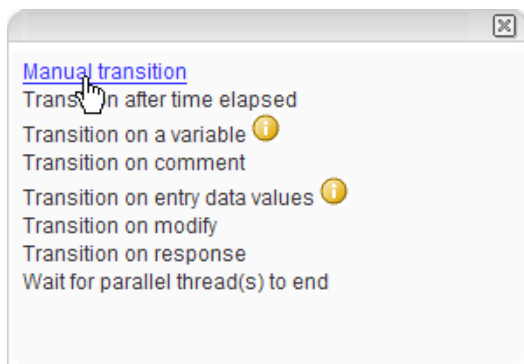 Manual transition
Transition after time elapsed
Transition on a variable
Transition on comment
Transition on entry data values
Transition on modify
Transition on response
Wait for parallel thread(s) to end